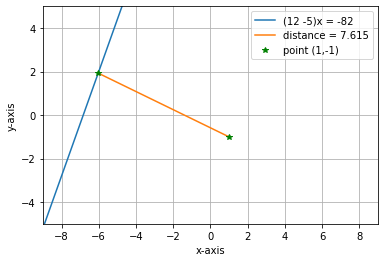 (12 -5)x = -82
distance = 7.615
point (1,-1)
4
2
0
−2
−4
y-axis
−8 −6 −4 −2 0 2 4 6 8
x-axis